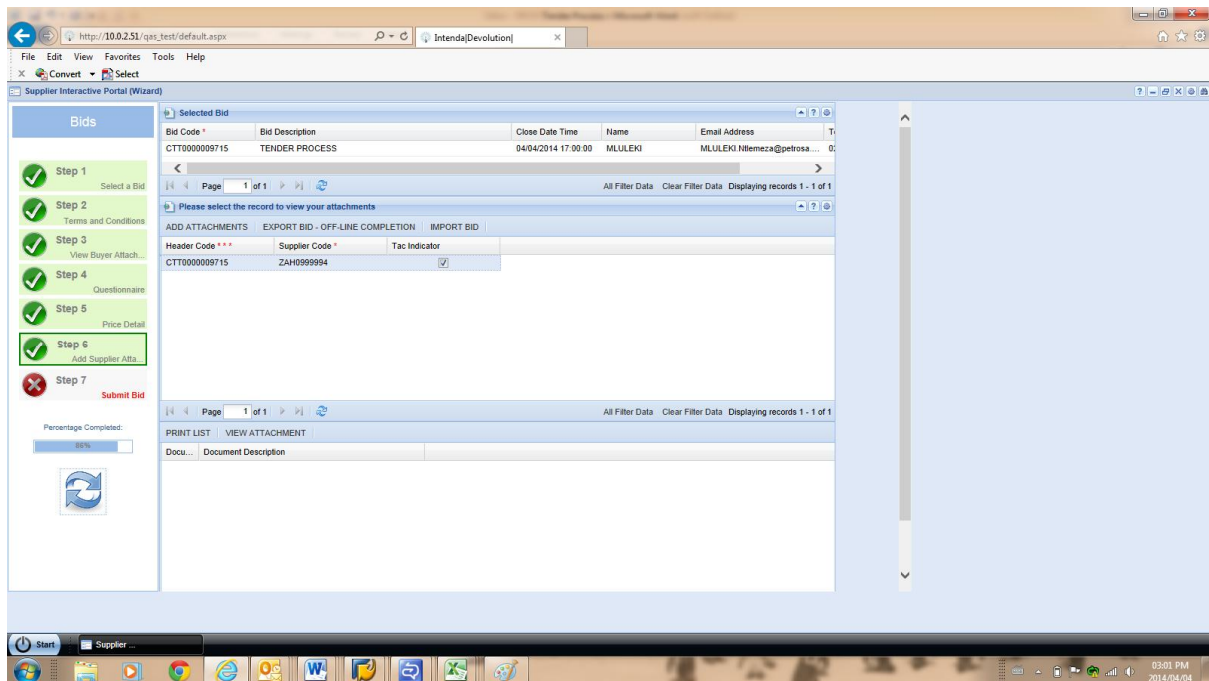 http://10.0.2.51/qas_test/default.aspx
Intenda|Devolution|
File Edit View Favorites Tools Help
Convert Select
Supplier Interactive Portal (Wizard)
Bids
Step 1
Select a Bid
Step 2
Terms and Conditions
Step 3
View Buyer Attach...
Step 4
Questionnaire
Step 5
Price Detail
Step 6
Add Supplier Atta...
Step 7
Submit Bid
Percentage Completed:
86%
Selected Bid
Bid Code * Bid Description Close Date Time Name Email Address
CTT0000009715 TENDER PROCESS 04/04/2014 17:00:00 MLULEKI MLULEKI.Ntlemeza@petrosa....
Page 1 of 1 All Filter Data Clear Filter Data Displaying records 1 - 1 of 1
Please select the record to view your attachments
ADD ATTACHMENTS EXPORT BID - OFF-LINE COMPLETION IMPORT BID
Header Code *** Supplier Code * Tac Indicator
CTT0000009715 ZAH0999994
Page 1 of 1 All Filter Data Clear Filter Data Displaying records 1 - 1 of 1
PRINT LIST VIEW ATTACHMENT
Docu... Document Description
Start Supplier ...
03:01 PM
2014/04/04